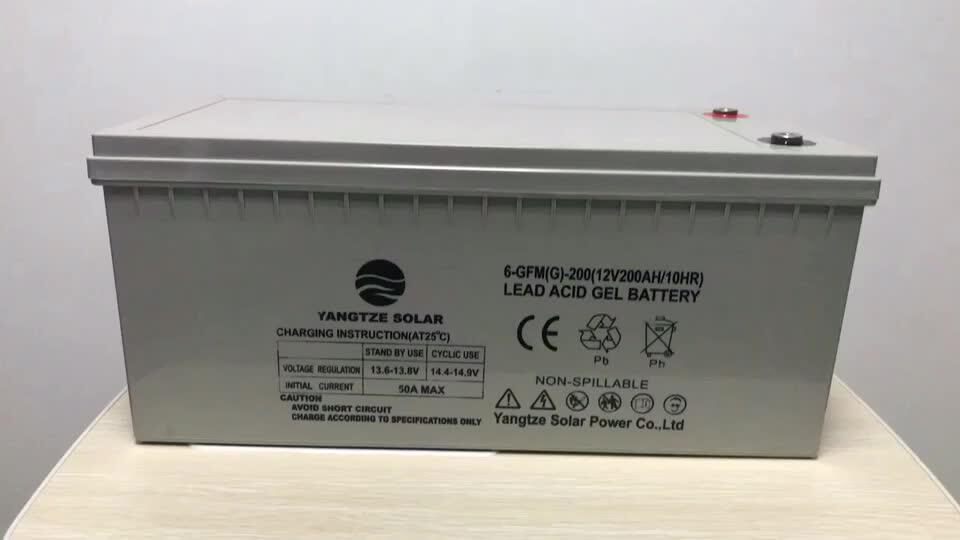 YANGTZE SOLAR
CHARGING INSTRUCTION(AT25°C)
STAND BY USE CYCLIC USE
VOLTAGE REGULATION 13.6-13.8V 14.4-14.9V
INITIAL CURRENT 50A MAX
CAUTION
AVOID SHORT CIRCUIT
CHARGE ACCORDING TO SPECIFICATIONS ONLY
6-GFM(G)-200(12V200AH/10HR)
LEAD ACID GEL BATTERY
CE
Pb Pb
NON-SPILLABLE
Yangtze Solar Power Co.,Ltd